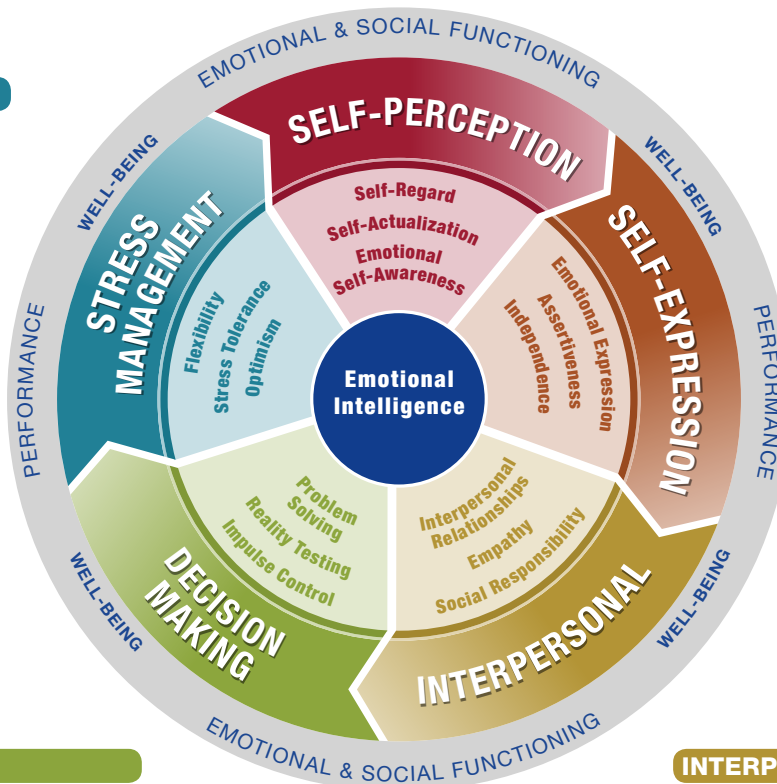 EMOTIONAL & SOCIAL FUNCTIONING
WELL-BEING
WELL-BEING
PERFORMANCE
PERFORMANCE
SELF-PERCEPTION
Self-Regard
Self-Actualization
Emotional
Self-Awareness
SELF-EXPRESSION
Emotional Expression
Assertiveness
Independence
STRESS
MANAGEMENT
Flexibility
Stress Tolerance
Optimism
Emotional
Intelligence
INTERPERSONAL
Interpersonal
Relationships
Empathy
Social Responsibility
DECISION
MAKING
Problem
Solving
Reality Testing
Impulse Control
WELL-BEING
WELL-BEING
EMOTIONAL & SOCIAL FUNCTIONING
INTERP